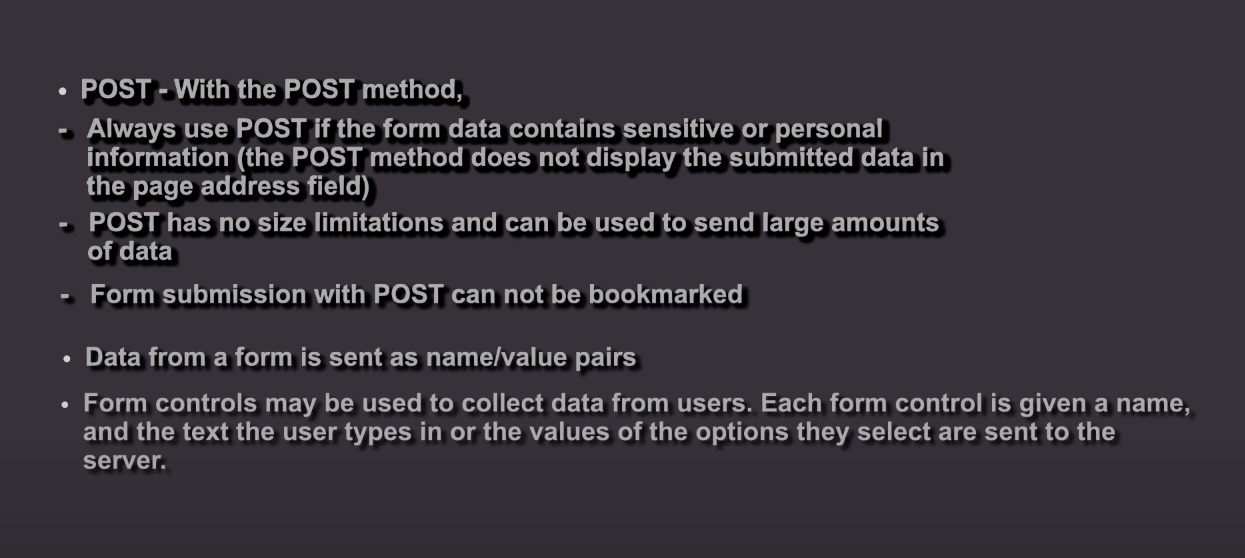 • POST - With the POST method,
- Always use POST if the form data contains sensitive or personal
information (the POST method does not display the submitted data in
the page address field)
- POST has no size limitations and can be used to send large amounts
of data
- Form submission with POST can not be bookmarked
• Data from a form is sent as name/value pairs
• Form controls may be used to collect data from users. Each form control is given a name,
and the text the user types in or the values of the options they select are sent to the
server.